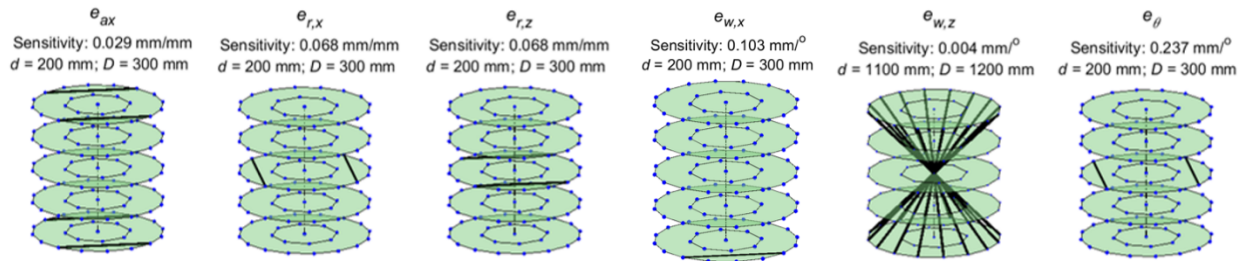 e_ax
Sensitivity: 0.029 mm/mm
d = 200 mm; D = 300 mm
e_r,x
Sensitivity: 0.068 mm/mm
d = 200 mm; D = 300 mm
e_r,z
Sensitivity: 0.068 mm/mm
d = 200 mm; D = 300 mm
e_w,x
Sensitivity: 0.103 mm/°
d = 200 mm; D = 300 mm
e_w,z
Sensitivity: 0.004 mm/°
d = 1100 mm; D = 1200 mm
e_θ
Sensitivity: 0.237 mm/°
d = 200 mm; D = 300 mm